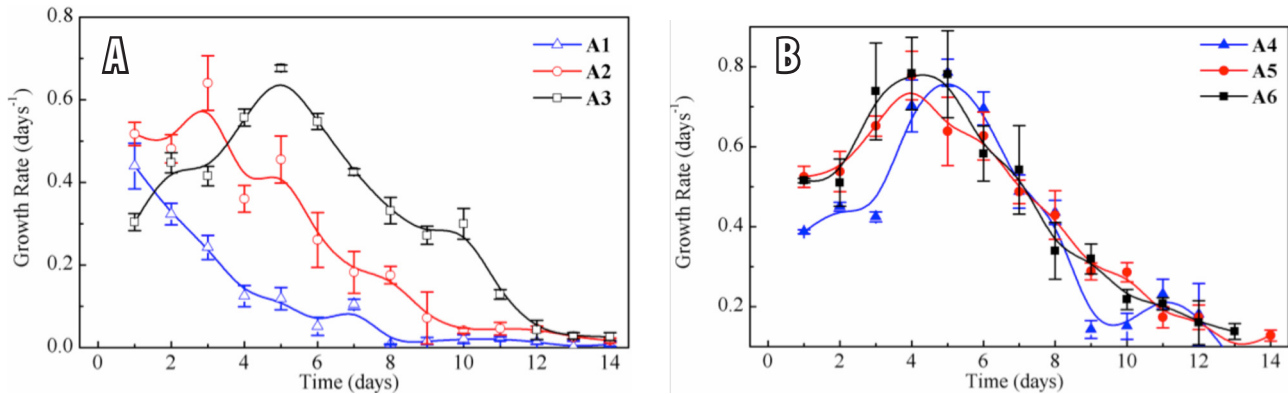 A
A1
A2
A3
Growth Rate (days-1)
0.8
0.6
0.4
0.2
0.0
0 2 4 6 8 10 12 14
Time (days)
B
A4
A5
A6
Growth Rate (days-1)
0.8
0.6
0.4
0.2
0 2 4 6 8 10 12 14
Time (days)